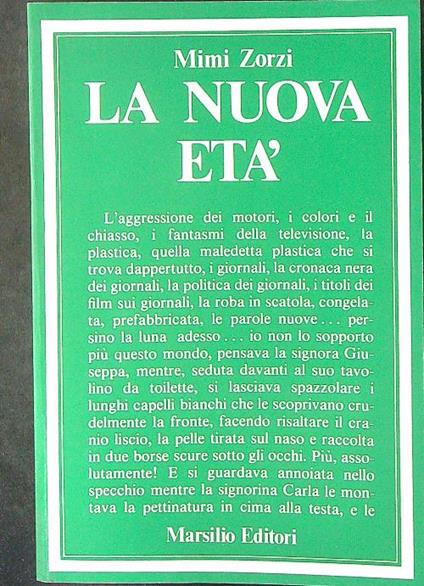 Mimi Zorzi
LA NUOVA
ETA'
L'aggressione dei motori, i colori e il
chiasso, i fantasmi della televisione, la
plastica, quella maledetta plastica che si
trova dappertutto, i giornali, la cronaca nera
dei giornali, la politica dei giornali, i titoli dei
film sui giornali, la roba in scatola, congela-
ta, prefabbricata, le parole nuove... per-
sino la luna adesso... io non lo sopporto
più questo mondo, pensava la signora Giu-
seppa, mentre, seduta davanti al suo tavo-
lino da toilette, si lasciava spazzolare i
lunghi capelli bianchi che le scoprivano cru-
delmente la fronte, facendo risaltare il cra-
nio liscio, la pelle tirata sul naso e raccolta
in due borse scure sotto gli occhi. Più, asso-
lutamente! E si guardava annoiata nello
specchio mentre la signorina Carla le mon-
tava la pettinatura in cima alla testa, e le
Marsilio Editori